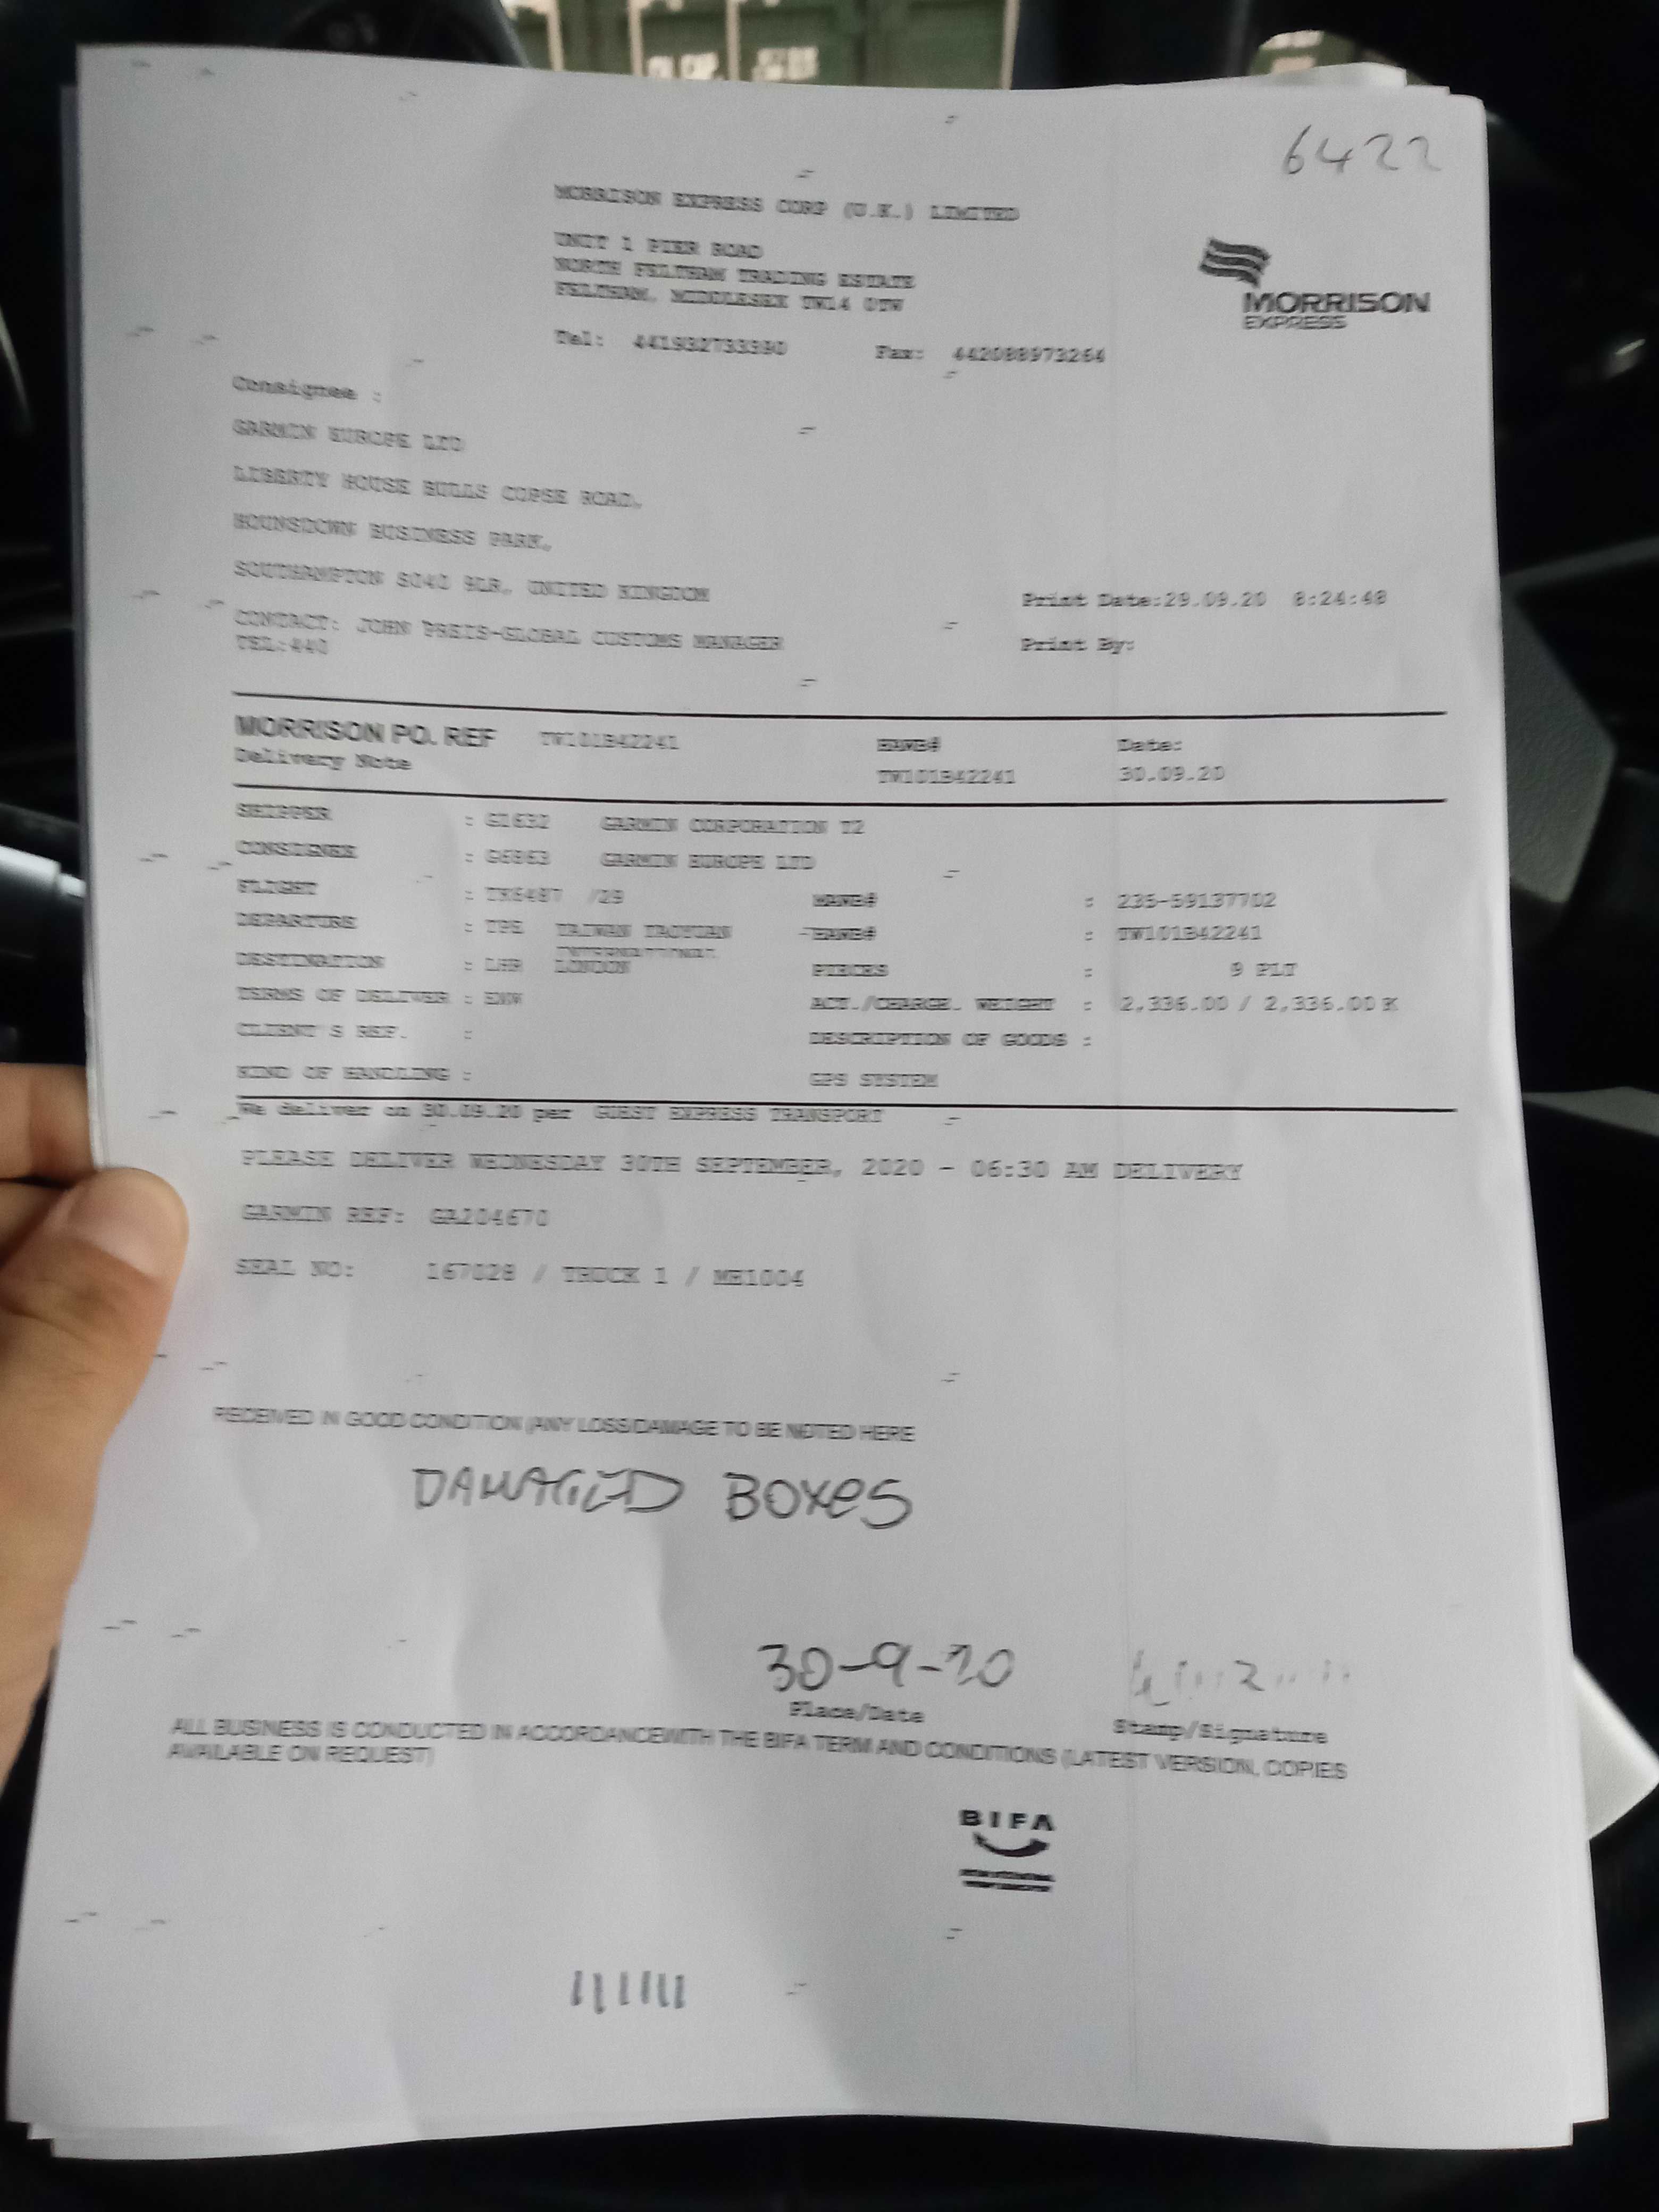 6422
MORRISON EXPRESS CORP (U.K.) LIMITED
UNIT 1 PIER ROAD
NORTH FELTHAM TRADING ESTATE
FELTHAM, MIDDLESEX TW14 0TW
MORRISON
EXPRESS
Tel: 441932733390 Fax: 442088973264
Consignee :
GARMIN EUROPE LTD
LIBERTY HOUSE BULLS COPSE ROAD,
HOUNSDOWN BUSINESS PARK,
SOUTHAMPTON SO40 9LR, UNITED KINGDOM
Print Date:29.09.20 8:24:48
CONTACT: JOHN PREIS-GLOBAL CUSTOMS MANAGER
TEL:440
Print By:
MORRISON PO. REF TW101B42241 HAWB# Date:
Delivery Note TW101B42241 30.09.20
SHIPPER : G1632 GARMIN CORPORATION T2
CONSIGNEE : G6863 GARMIN EUROPE LTD
FLIGHT : TK6487 /29 MAWB# : 235-59137702
DEPARTURE : TPE TAIWAN TAOYUAN INTERNATIONAL HAWB# : TW101B42241
DESTINATION : LHR LONDON PIECES : 9 PLT
TERMS OF DELIVER : EXW ACT./CHARGE. WEIGHT : 2,336.00 / 2,336.00 K
CLIENT'S REF. : DESCRIPTION OF GOODS :
KIND OF HANDLING : GPS SYSTEM
We deliver on 30.09.20 per GUEST EXPRESS TRANSPORT
PLEASE DELIVER WEDNESDAY 30TH SEPTEMBER, 2020 - 06:30 AM DELIVERY
GARMIN REF: GA204670
SEAL NO: 167028 / TRUCK 1 / ME1004
RECEIVED IN GOOD CONDITION (ANY LOSS/DAMAGE TO BE NOTED HERE
DAMAGED BOXES
30-9-20
Place/Date Stamp/Signature
ALL BUSINESS IS CONDUCTED IN ACCORDANCEWITH THE BIFA TERM AND CONDITIONS (LATEST VERSION, COPIES
AVAILABLE ON REQUEST)
BIFA